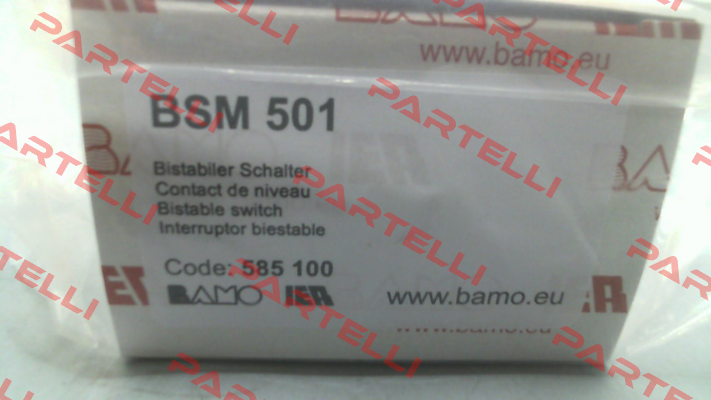 www.bamo.eu
BSM 501
Bistabiler Schalter
Contact de niveau
Bistable switch
Interruptor biestable
Code: 585 100
BAMO IER
www.bamo.eu
PARTELLI
PARTELLI
PARTELLI
PARTELLI
PARTELLI
PARTELLI
PARTELLI